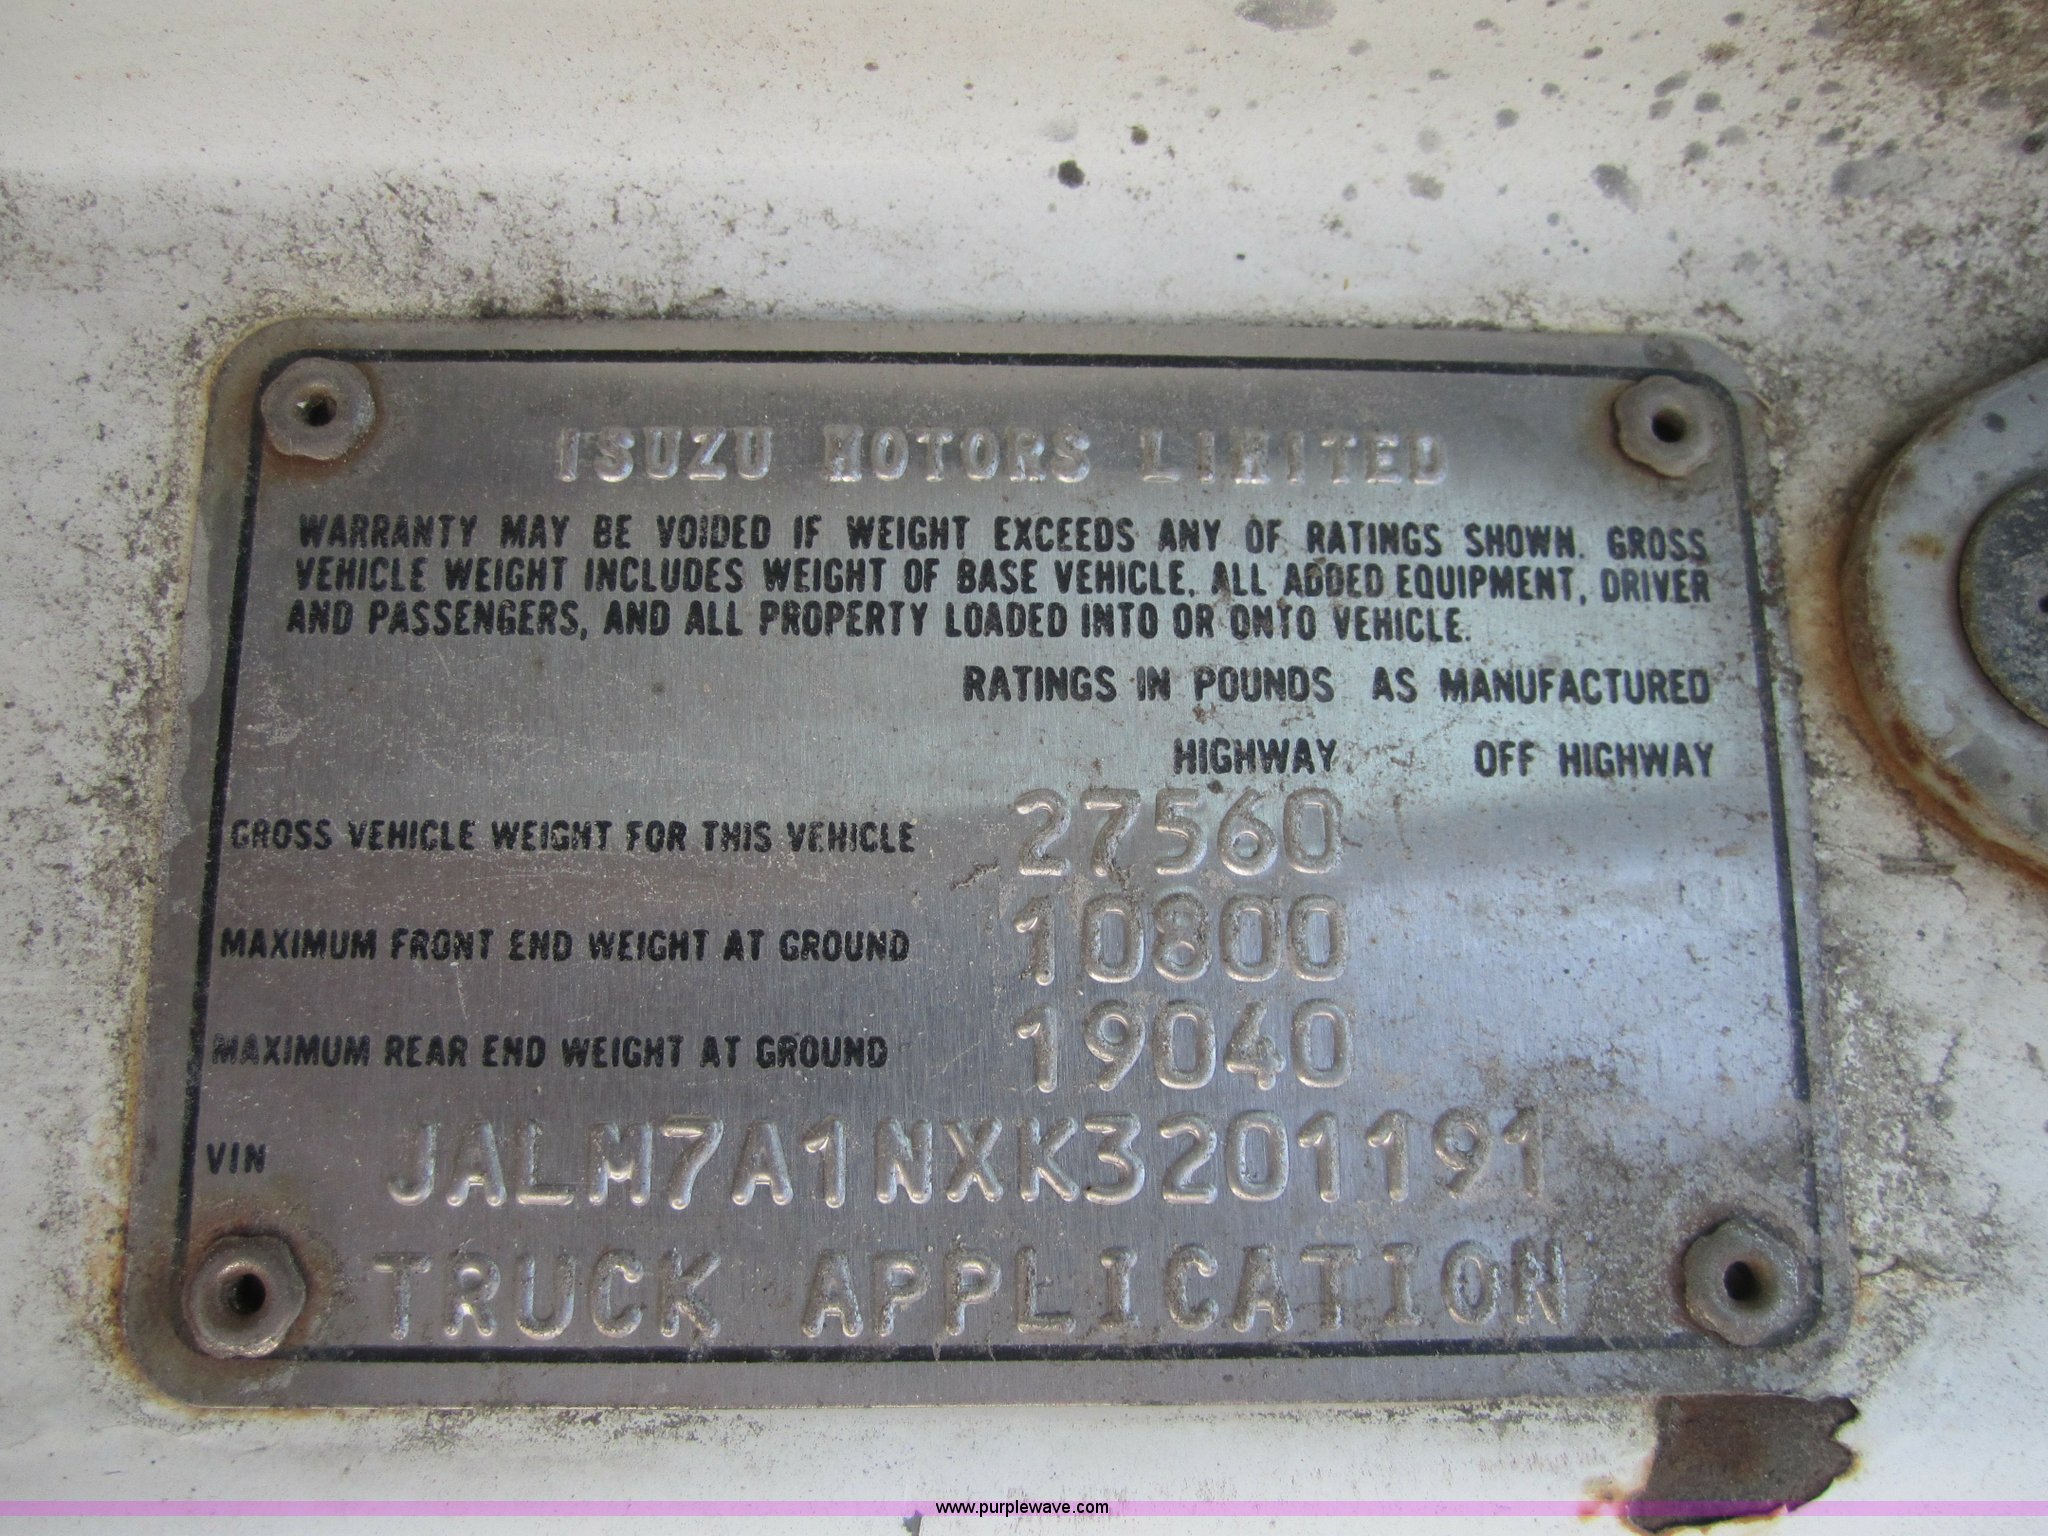 ISUZU MOTORS LIMITED
WARRANTY MAY BE VOIDED IF WEIGHT EXCEEDS ANY OF RATINGS SHOWN. GROSS
VEHICLE WEIGHT INCLUDES WEIGHT OF BASE VEHICLE, ALL ADDED EQUIPMENT, DRIVER
AND PASSENGERS, AND ALL PROPERTY LOADED INTO OR ONTO VEHICLE.
RATINGS IN POUNDS AS MANUFACTURED
HIGHWAY OFF HIGHWAY
GROSS VEHICLE WEIGHT FOR THIS VEHICLE 27560
MAXIMUM FRONT END WEIGHT AT GROUND 10800
MAXIMUM REAR END WEIGHT AT GROUND 19040
VIN JALM7A1NXK3201191
TRUCK APPLICATION
www.purplewave.com